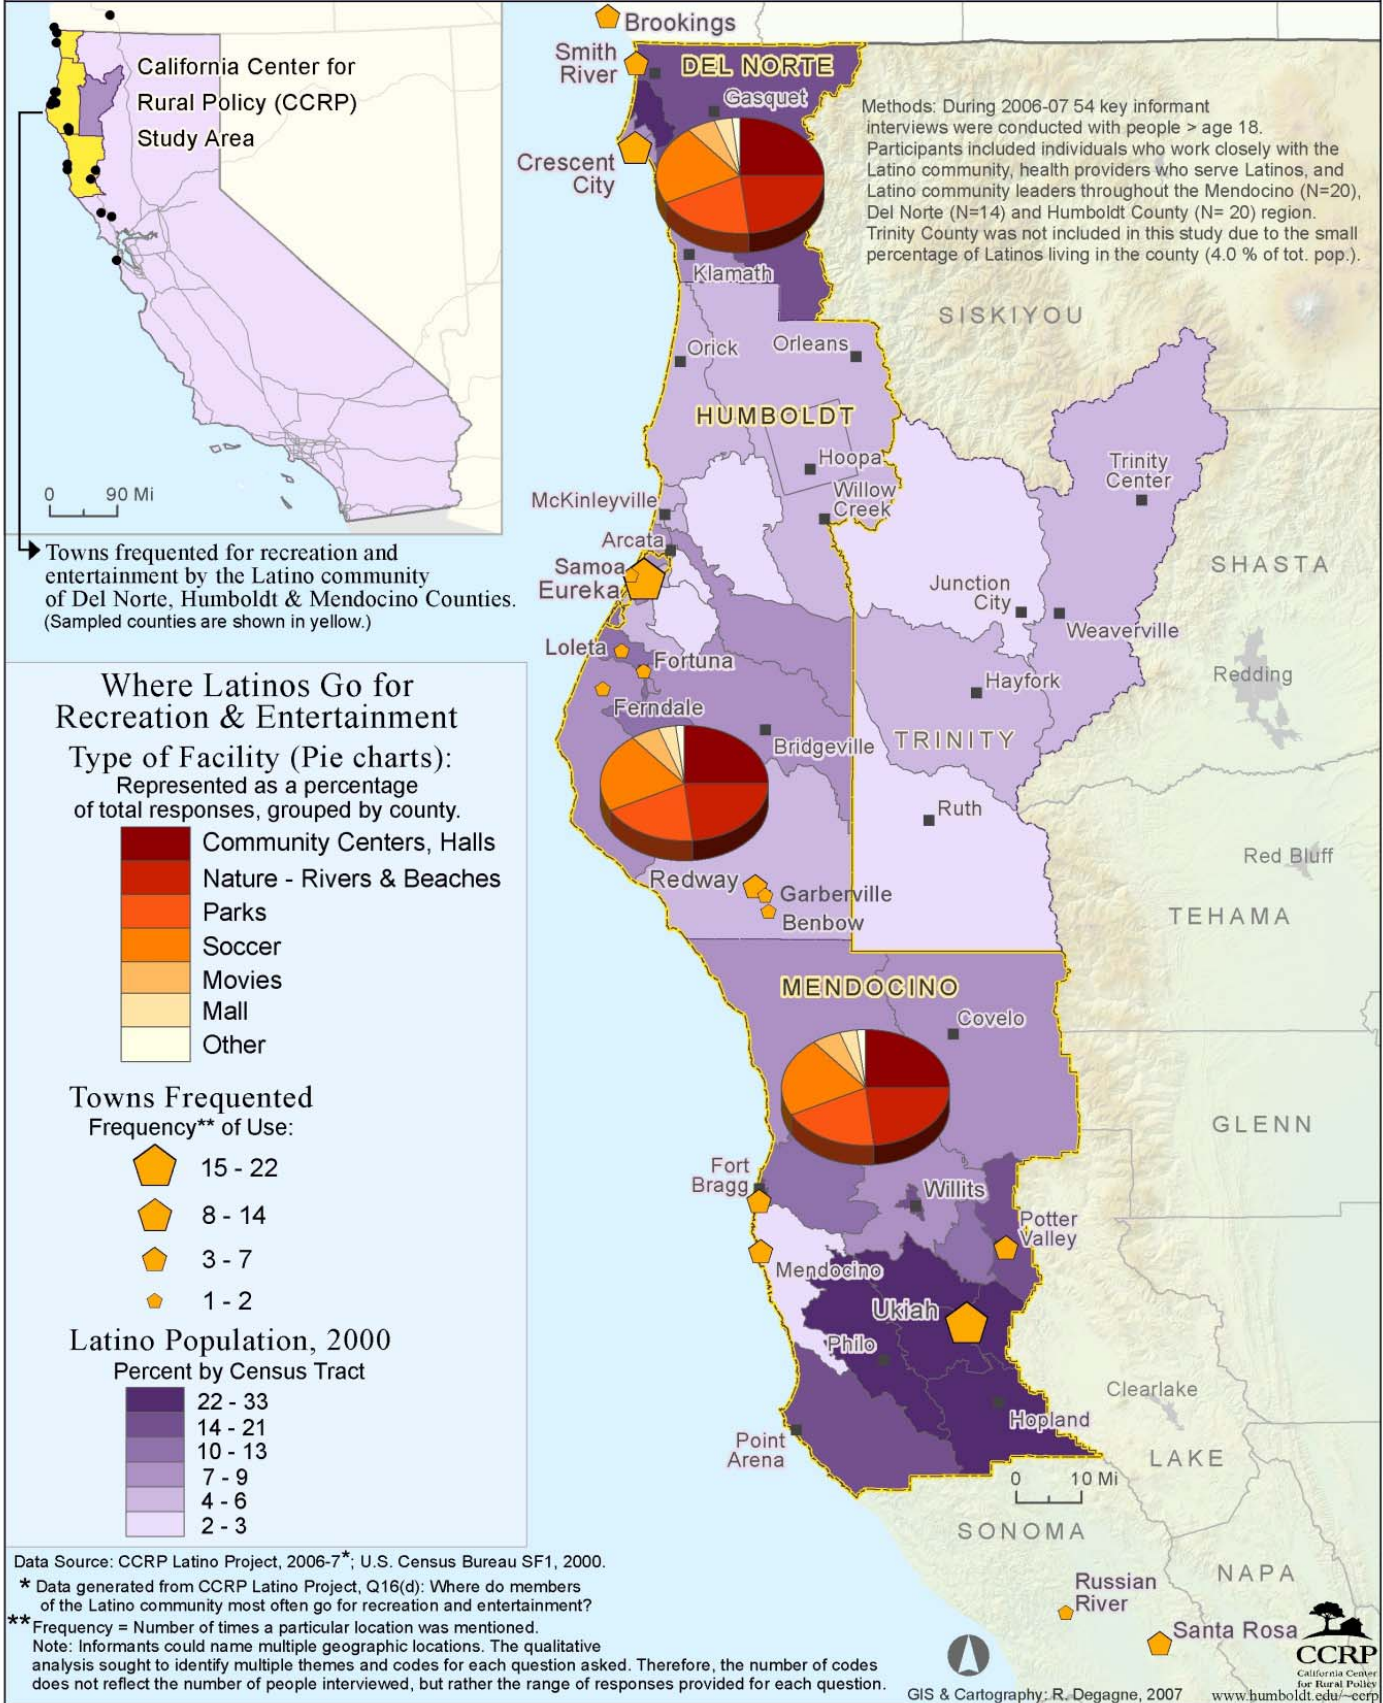 California Center for
Rural Policy (CCRP)
Study Area
0 90 Mi
Towns frequented for recreation and
entertainment by the Latino community
of Del Norte, Humboldt & Mendocino Counties.
(Sampled counties are shown in yellow.)
Where Latinos Go for
Recreation & Entertainment
Type of Facility (Pie charts):
Represented as a percentage
of total responses, grouped by county.
Community Centers, Halls
Nature - Rivers & Beaches
Parks
Soccer
Movies
Mall
Other
Towns Frequented
Frequency** of Use:
15 - 22
8 - 14
3 - 7
1 - 2
Latino Population, 2000
Percent by Census Tract
22 - 33
14 - 21
10 - 13
7 - 9
4 - 6
2 - 3
Data Source: CCRP Latino Project, 2006-7*; U.S. Census Bureau SF1, 2000.
* Data generated from CCRP Latino Project, Q16(d): Where do members
of the Latino community most often go for recreation and entertainment?
** Frequency = Number of times a particular location was mentioned.
Note: Informants could name multiple geographic locations. The qualitative
analysis sought to identify multiple themes and codes for each question asked. Therefore, the number of codes
does not reflect the number of people interviewed, but rather the range of responses provided for each question.
Methods: During 2006-07 54 key informant
interviews were conducted with people > age 18.
Participants included individuals who work closely with the
Latino community, health providers who serve Latinos, and
Latino community leaders throughout the Mendocino (N=20),
Del Norte (N=14) and Humboldt County (N= 20) region.
Trinity County was not included in this study due to the small
percentage of Latinos living in the county (4.0 % of tot. pop.).
Brookings
Smith
River
DEL NORTE
Gasquet
Crescent
City
Klamath
SISKIYOU
Orick
Orleans
HUMBOLDT
Hoopa
Willow
Creek
McKinleyville
Arcata
Samoa
Eureka
Trinity
Center
SHASTA
Junction
City
Weaverville
Loleta
Fortuna
Ferndale
Hayfork
Redding
Bridgeville
TRINITY
Ruth
Red Bluff
Redway
Garberville
Benbow
TEHAMA
MENDOCINO
Covelo
GLENN
Fort
Bragg
Willits
Potter
Valley
Mendocino
Ukiah
Philo
Clearlake
Hopland
Point
Arena
LAKE
0 10 Mi
SONOMA
NAPA
Russian
River
Santa Rosa
CCRP
California Center
for Rural Policy
GIS & Cartography: R. Degagne, 2007
www.humboldt.edu/~ccrp